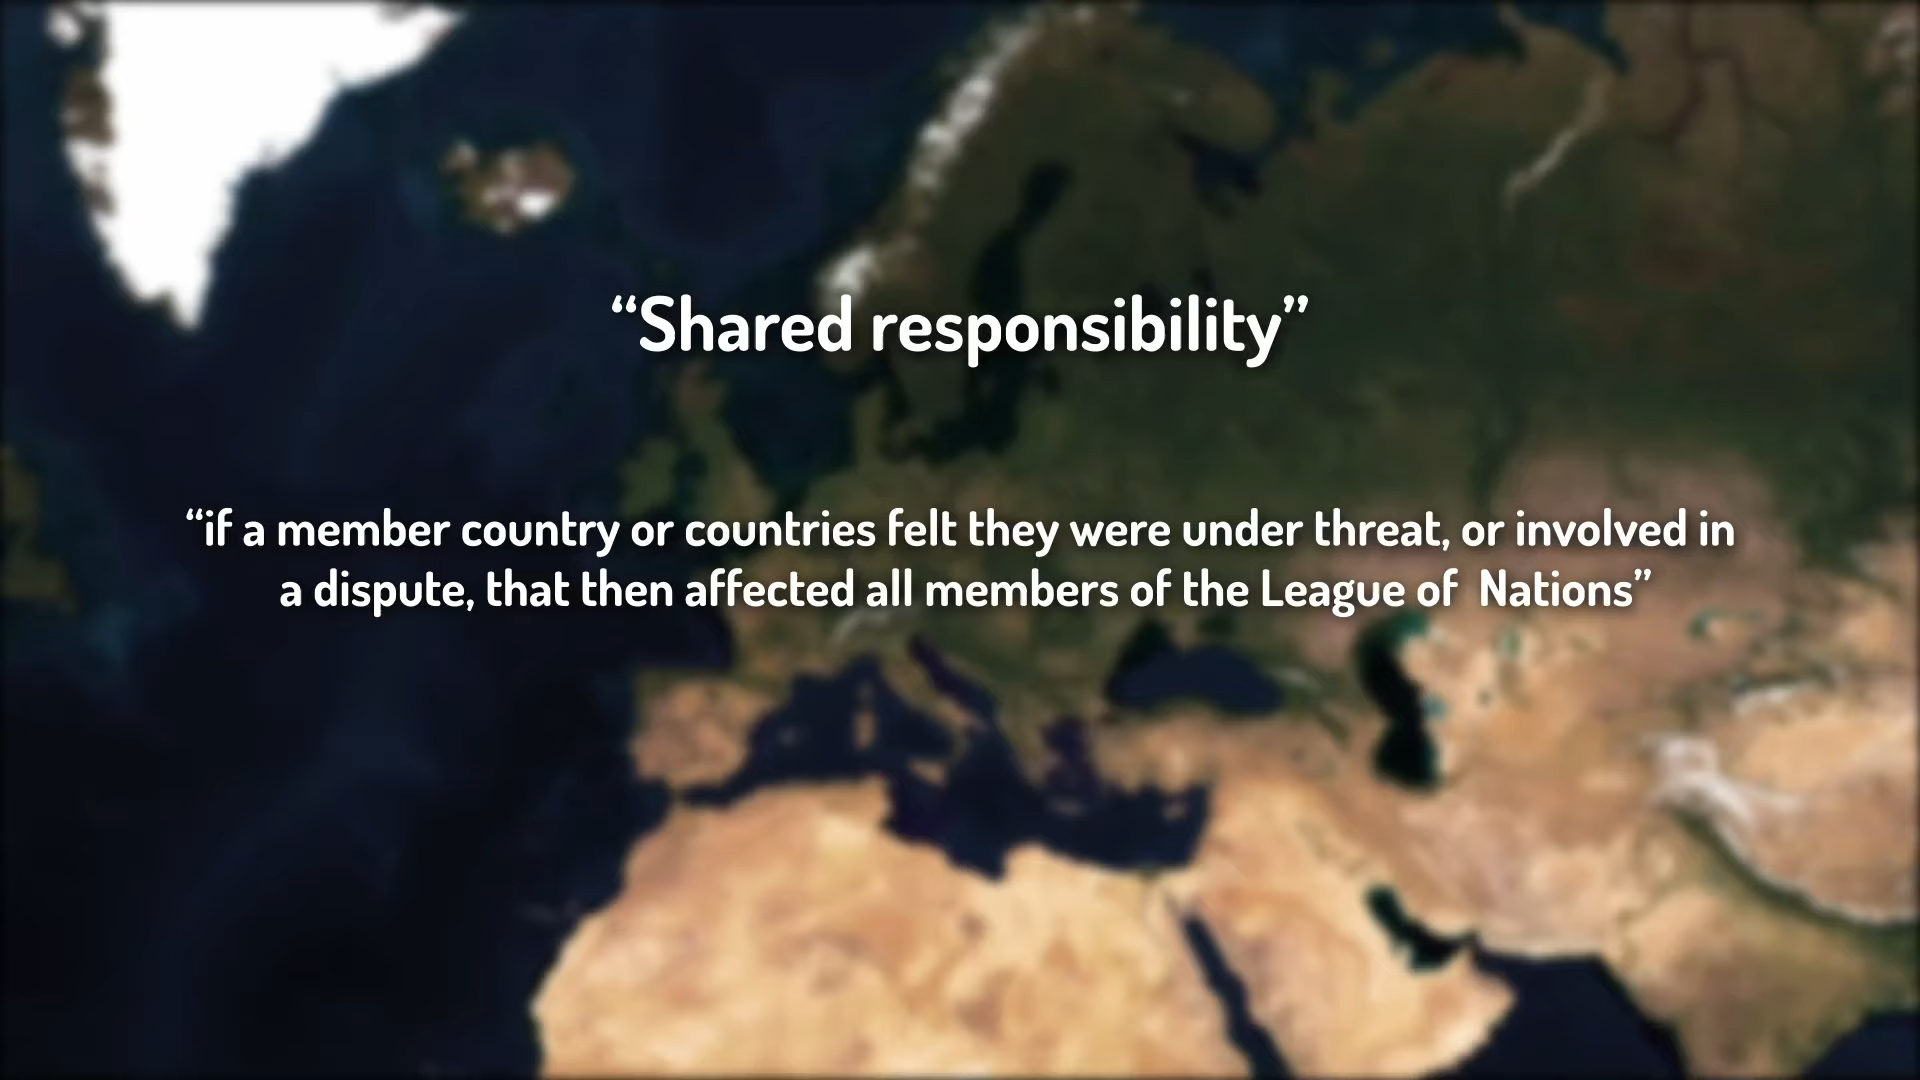 “Shared responsibility”
“if a member country or countries felt they were under threat, or involved in
a dispute, that then affected all members of the League of  Nations”